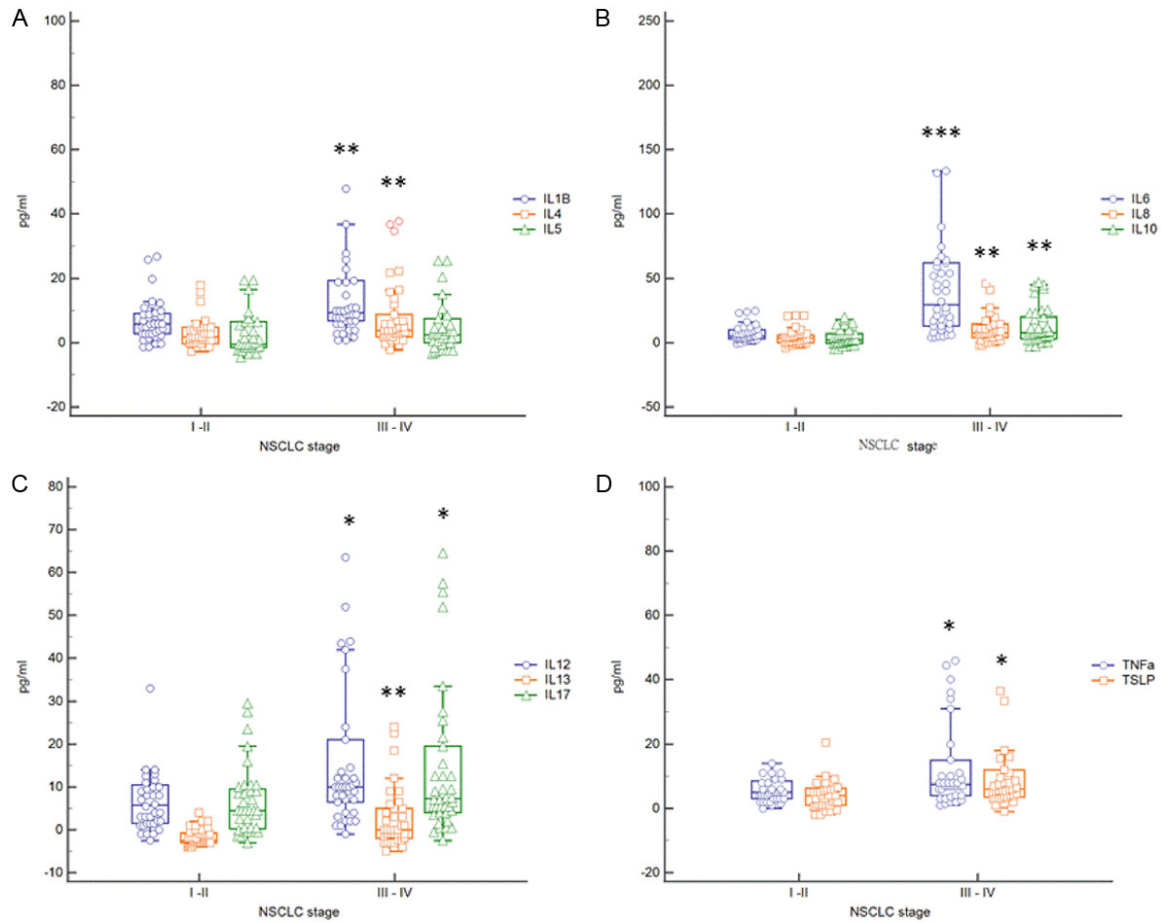 A
100
80
60
40
20
0
-20
pg/ml
** **
I -II III - IV
NSCLC stage
IL1B
IL4
IL5
B
250
200
150
100
50
0
-50
pg/ml
*** ** **
I -II III - IV
NSCLC stage
IL6
IL8
IL10
C
80
70
60
50
40
30
20
10
0
-10
pg/ml
* ** *
I -II III - IV
NSCLC stage
IL12
IL13
IL17
D
100
80
60
40
20
0
-20
pg/ml
* *
I -II III - IV
NSCLC stage
TNFa
TSLP